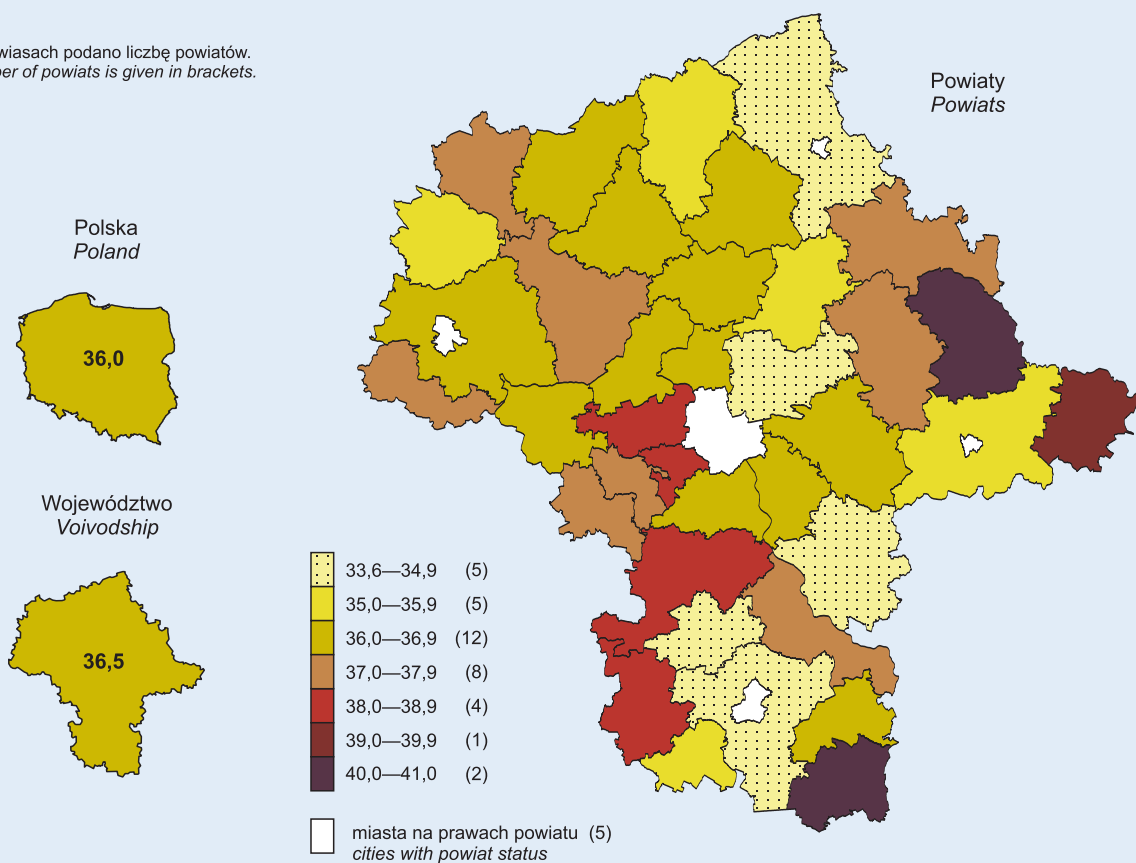 wiasach podano liczbę powiatów.
er of powiats is given in brackets.
Powiaty
Powiats
Polska
Poland
36,0
Województwo
Voivodship
36,5
33,6—34,9 (5)
35,0—35,9 (5)
36,0—36,9 (12)
37,0—37,9 (8)
38,0—38,9 (4)
39,0—39,9 (1)
40,0—41,0 (2)
miasta na prawach powiatu (5)
cities with powiat status